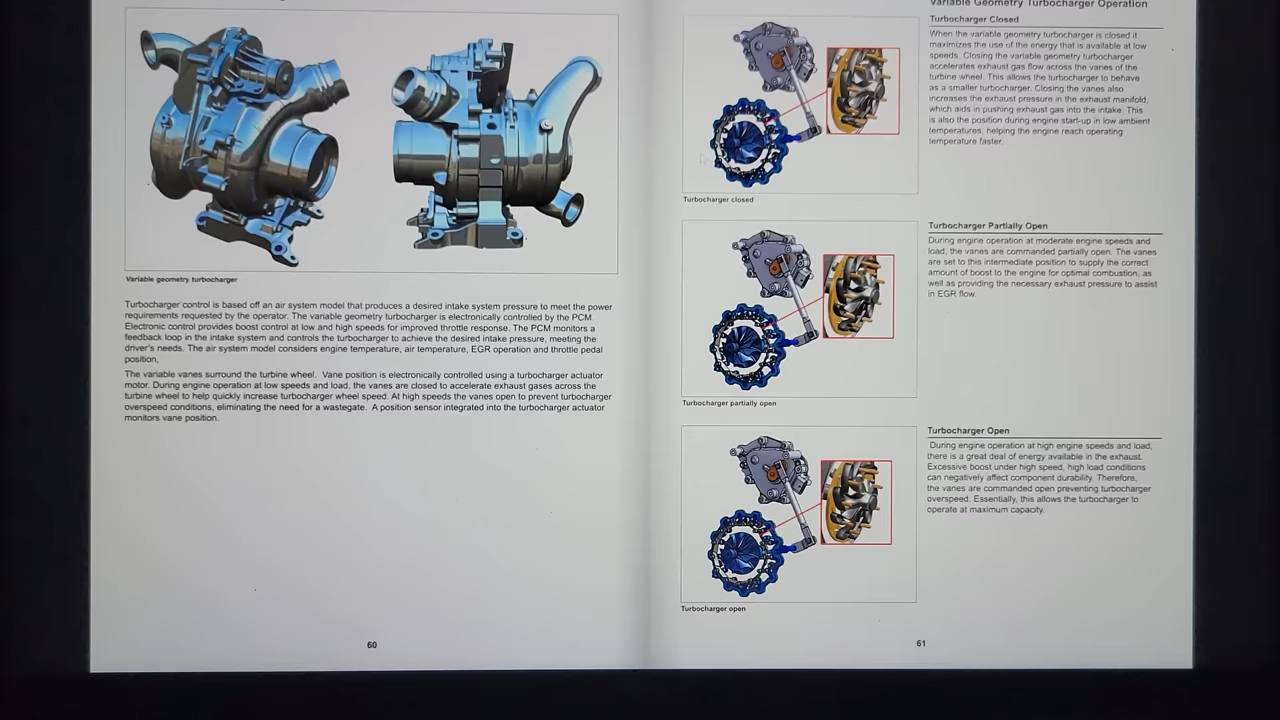 Variable geometry turbocharger
Turbocharger control is based off an air system model that produces a desired intake system pressure to meet the power
requirements requested by the operator. The variable geometry turbocharger is electronically controlled by the PCM.
Electronic control provides boost control at low and high speeds for improved throttle response. The PCM monitors a
feedback loop in the intake system and controls the turbocharger to achieve the desired intake pressure, meeting the
driver's needs. The air system model considers engine temperature, air temperature, EGR operation and throttle pedal
position,
The variable vanes surround the turbine wheel. Vane position is electronically controlled using a turbocharger actuator
motor. During engine operation at low speeds and load, the vanes are closed to accelerate exhaust gases across the
turbine wheel to help quickly increase turbocharger wheel speed. At high speeds the vanes open to prevent turbocharger
overspeed conditions, eliminating the need for a wastegate. A position sensor integrated into the turbocharger actuator
monitors vane position.
60
Variable Geometry Turbocharger Operation
Turbocharger Closed
When the variable geometry turbocharger is closed it
maximizes the use of the energy that is available at low
speeds. Closing the variable geometry turbocharger
accelerates exhaust gas flow across the vanes of the
turbine wheel. This allows the turbocharger to behave
as a smaller turbocharger. Closing the vanes also
increases the exhaust pressure in the exhaust manifold,
which aids in pushing exhaust gas into the intake. This
is also the position during engine start-up in low ambient
temperatures, helping the engine reach operating
temperature faster.
Turbocharger closed
Turbocharger Partially Open
During engine operation at moderate engine speeds and
load, the vanes are commanded partially open. The vanes
are set to this intermediate position to supply the correct
amount of boost to the engine for optimal combustion, as
well as providing the necessary exhaust pressure to assist
in EGR flow.
Turbocharger partially open
Turbocharger Open
During engine operation at high engine speeds and load,
there is a great deal of energy available in the exhaust.
Excessive boost under high speed, high load conditions
can negatively affect component durability. Therefore,
the vanes are commanded open preventing turbocharger
overspeed. Essentially, this allows the turbocharger to
operate at maximum capacity.
Turbocharger open
61